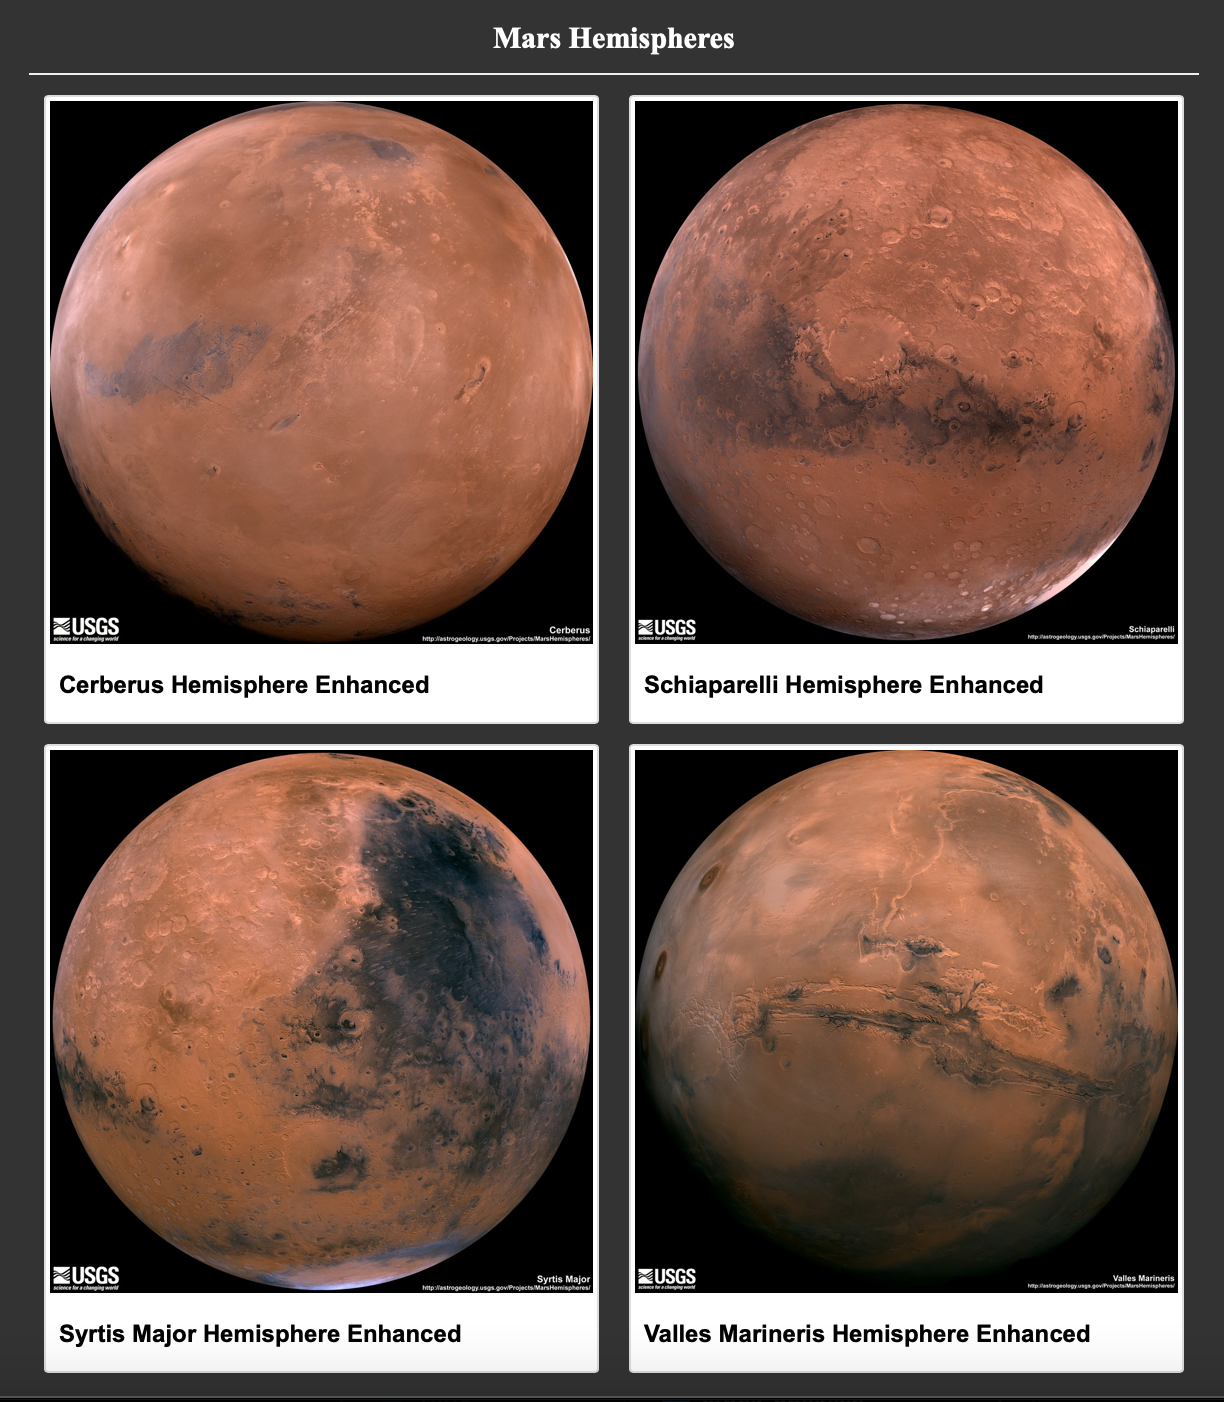 Mars Hemispheres
USGS
science for a changing world
Cerberus
http://astrogeology.usgs.gov/Projects/MarsHemispheres/
Cerberus Hemisphere Enhanced
USGS
science for a changing world
Schiaparelli
http://astrogeology.usgs.gov/Projects/MarsHemispheres/
Schiaparelli Hemisphere Enhanced
USGS
science for a changing world
Syrtis Major
http://astrogeology.usgs.gov/Projects/MarsHemispheres/
Syrtis Major Hemisphere Enhanced
USGS
science for a changing world
Valles Marineris
http://astrogeology.usgs.gov/Projects/MarsHemispheres/
Valles Marineris Hemisphere Enhanced